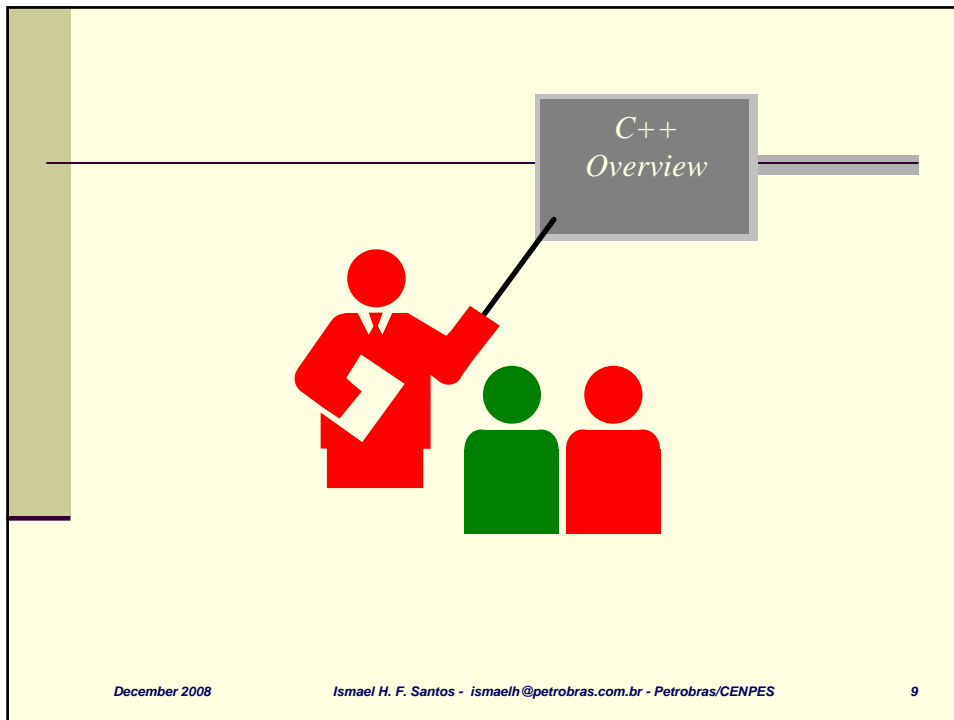 C++
Overview
December 2008 Ismael H. F. Santos - ismaelh@petrobras.com.br - Petrobras/CENPES 9